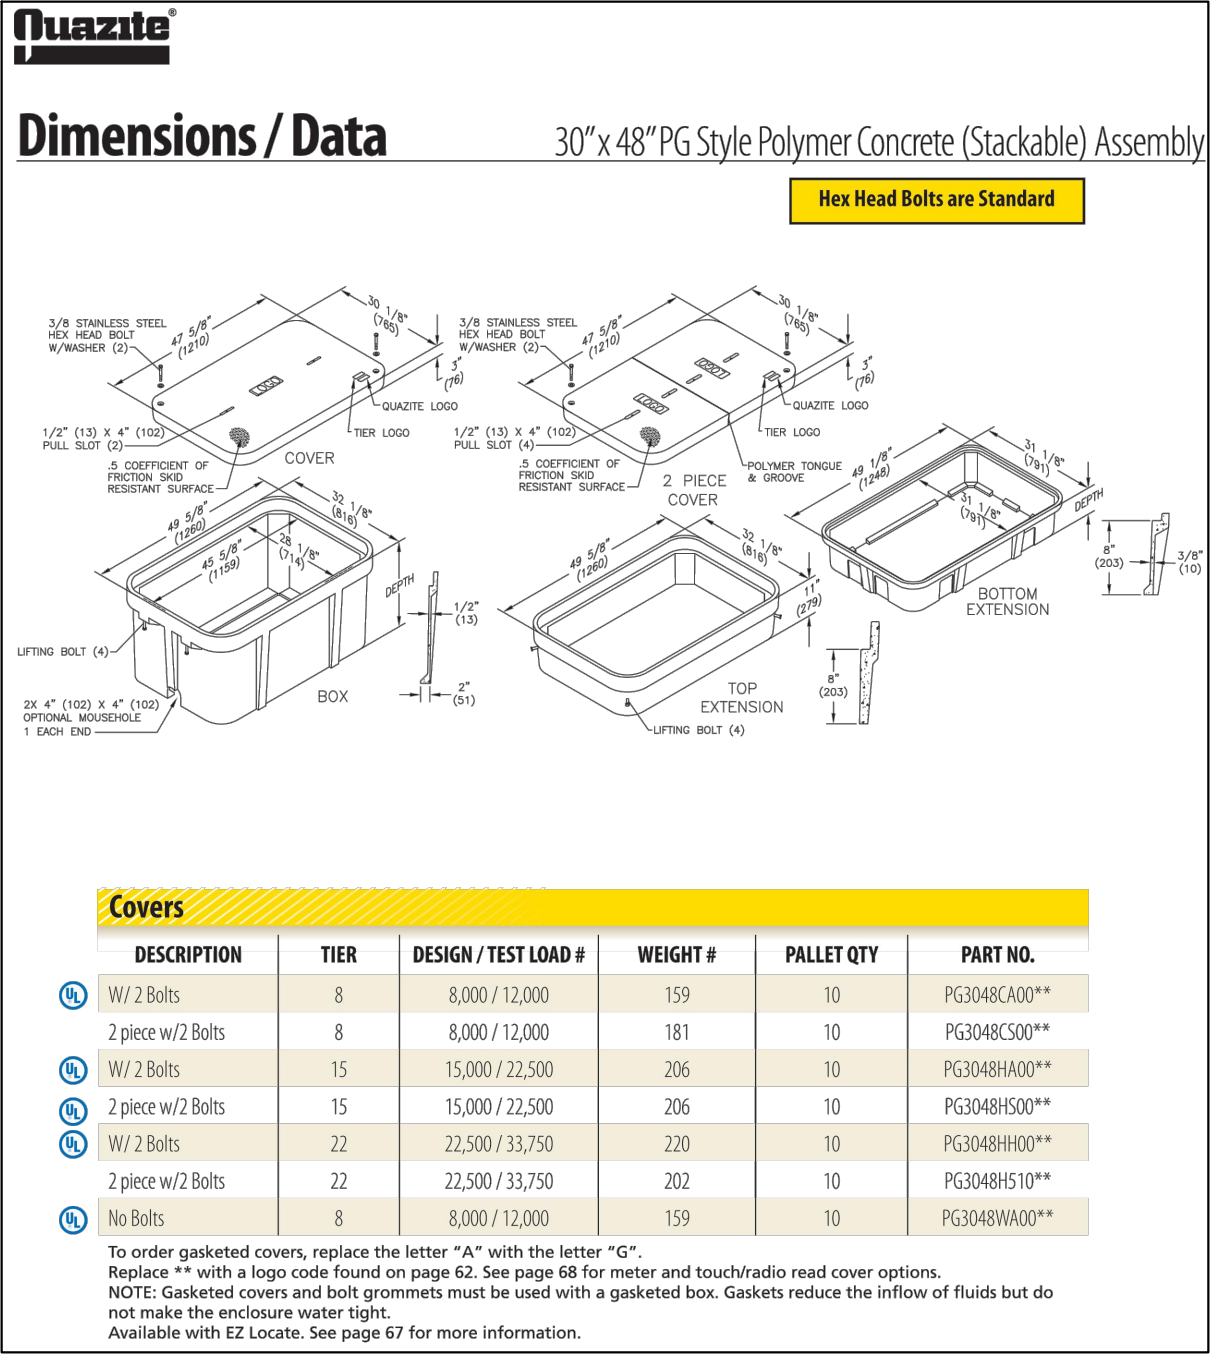 Quazite®
Dimensions / Data
30” x 48” PG Style Polymer Concrete (Stackable) Assembly
Hex Head Bolts are Standard
3/8 STAINLESS STEEL
HEX HEAD BOLT
W/WASHER (2)
47 5/8"
(1210)
30 1/8"
(765)
3"
(76)
QUAZITE LOGO
TIER LOGO
LOGO
1/2" (13) X 4" (102)
PULL SLOT (2)
.5 COEFFICIENT OF
FRICTION SKID
RESISTANT SURFACE
COVER
3/8 STAINLESS STEEL
HEX HEAD BOLT
W/WASHER (2)
47 5/8"
(1210)
30 1/8"
(765)
3"
(76)
QUAZITE LOGO
TIER LOGO
LOGO
LOGO
1/2" (13) X 4" (102)
PULL SLOT (4)
.5 COEFFICIENT OF
FRICTION SKID
RESISTANT SURFACE
2 PIECE
COVER
POLYMER TONGUE
& GROOVE
49 5/8"
(1260)
32 1/8"
(816)
45 5/8"
(1159)
28 1/8"
(714)
DEPTH
1/2"
(13)
2"
(51)
LIFTING BOLT (4)
2X 4" (102) X 4" (102)
OPTIONAL MOUSEHOLE
1 EACH END
BOX
49 5/8"
(1260)
32 1/8"
(816)
11"
(279)
8"
(203)
TOP
EXTENSION
LIFTING BOLT (4)
49 1/8"
(1248)
31 1/8"
(791)
31 1/8"
(791)
DEPTH
8"
(203)
3/8"
(10)
BOTTOM
EXTENSION
Covers
DESCRIPTION TIER DESIGN / TEST LOAD # WEIGHT # PALLET QTY PART NO.
UL W/ 2 Bolts 8 8,000 / 12,000 159 10 PG3048CA00**
2 piece w/2 Bolts 8 8,000 / 12,000 181 10 PG3048CS00**
UL W/ 2 Bolts 15 15,000 / 22,500 206 10 PG3048HA00**
UL 2 piece w/2 Bolts 15 15,000 / 22,500 206 10 PG3048HS00**
UL W/ 2 Bolts 22 22,500 / 33,750 220 10 PG3048HH00**
2 piece w/2 Bolts 22 22,500 / 33,750 202 10 PG3048H510**
UL No Bolts 8 8,000 / 12,000 159 10 PG3048WA00**
To order gasketed covers, replace the letter “A” with the letter “G”.
Replace ** with a logo code found on page 62. See page 68 for meter and touch/radio read cover options.
NOTE: Gasketed covers and bolt grommets must be used with a gasketed box. Gaskets reduce the inflow of fluids but do
not make the enclosure water tight.
Available with EZ Locate. See page 67 for more information.